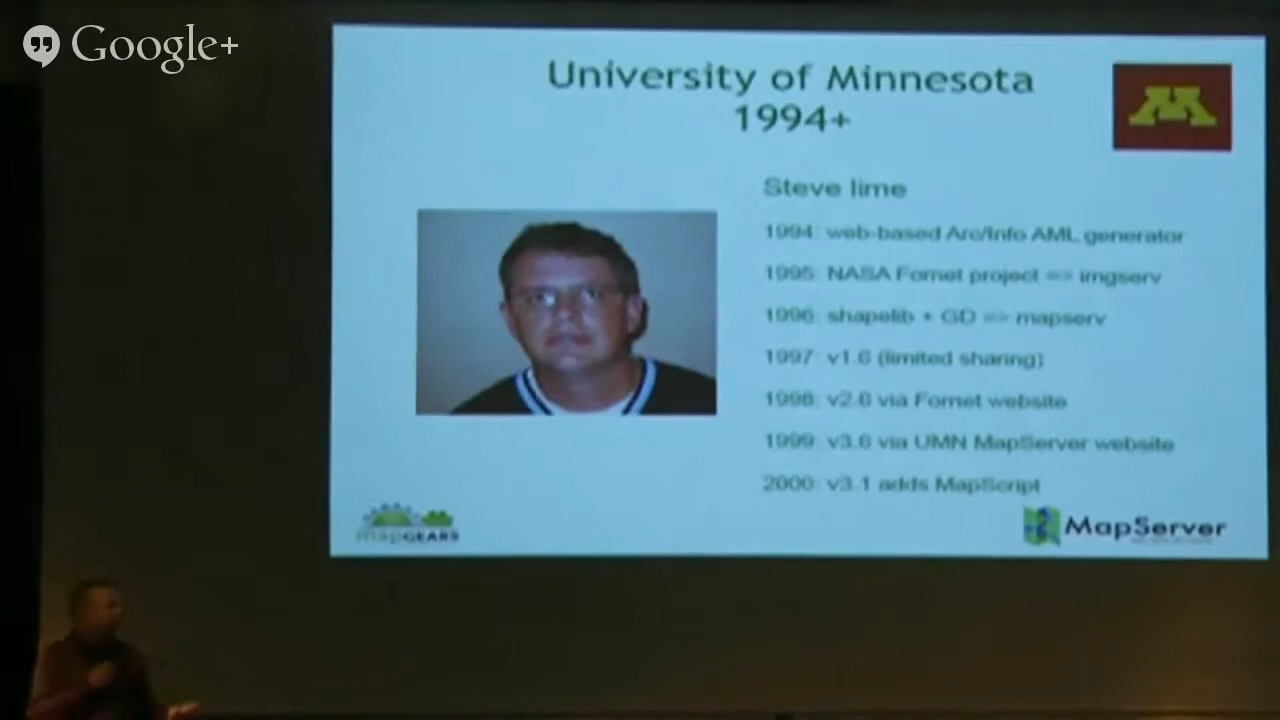 Google+
University of Minnesota
1994+
M
Steve lime
1994: web-based Arc/Info AML generator
1995: NASA Fornet project => imgserv
1996: shapelib + GD => mapserv
1997: v1.0 (limited sharing)
1998: v2.0 via Fornet website
1999: v3.0 via UMN MapServer website
2000: v3.1 adds MapScript
mapGEARS
MapServer